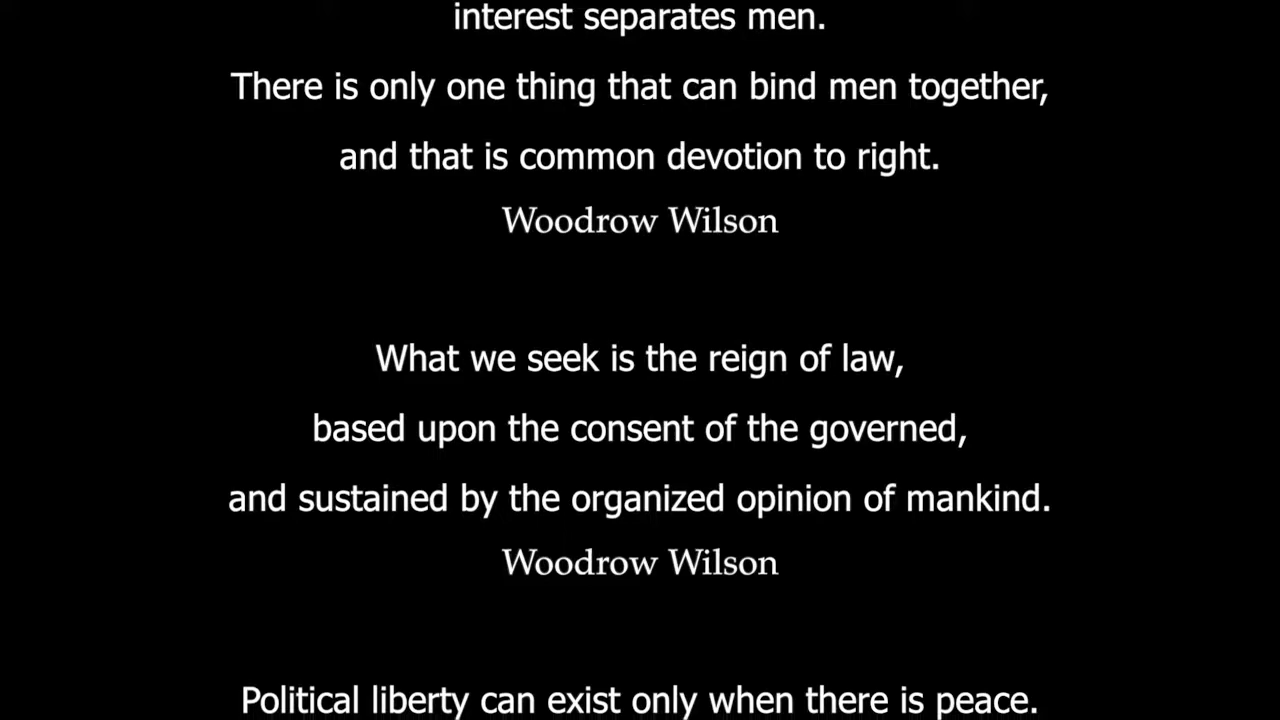 interest separates men.
There is only one thing that can bind men together,
and that is common devotion to right.
Woodrow Wilson
What we seek is the reign of law,
based upon the consent of the governed,
and sustained by the organized opinion of mankind.
Woodrow Wilson
Political liberty can exist only when there is peace.